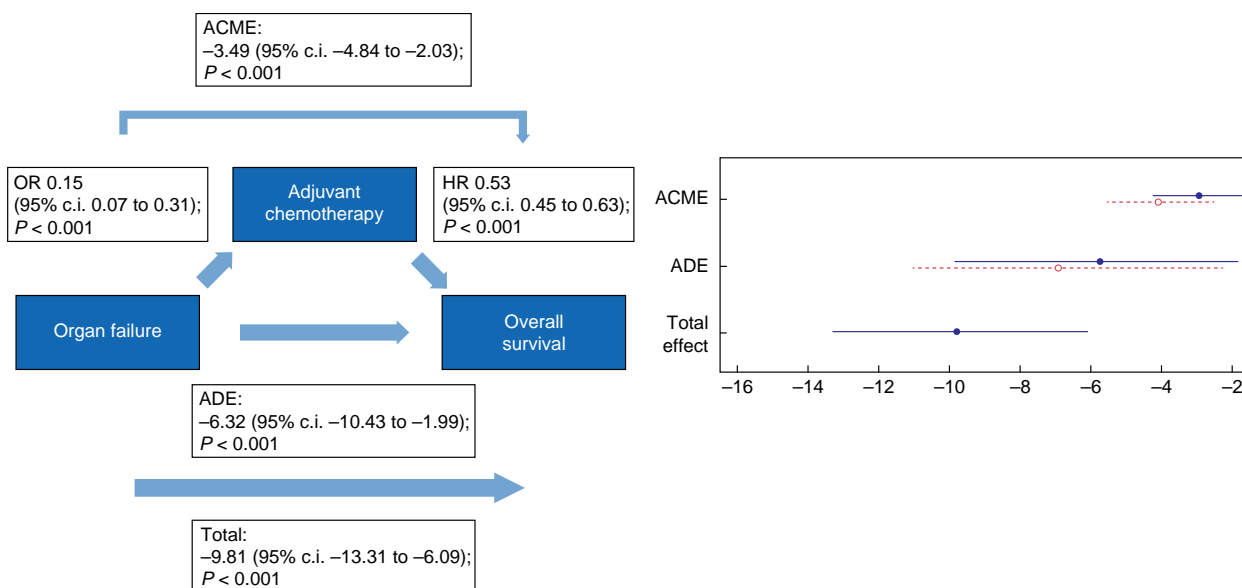 ACME:
–3.49 (95% c.i. –4.84 to –2.03);
P < 0.001
OR 0.15
(95% c.i. 0.07 to 0.31);
P < 0.001
Adjuvant
chemotherapy
HR 0.53
(95% c.i. 0.45 to 0.63);
P < 0.001
Organ failure
Overall
survival
ADE:
–6.32 (95% c.i. –10.43 to –1.99);
P < 0.001
Total:
–9.81 (95% c.i. –13.31 to –6.09);
P < 0.001
ACME
ADE
Total
effect
–16 –14 –12 –10 –8 –6 –4 –2